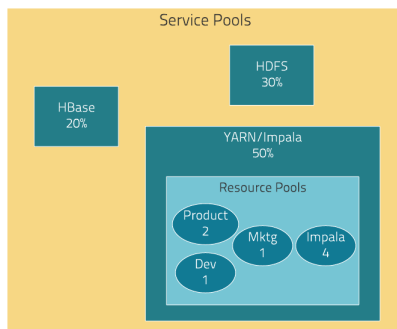 Service Pools
HDFS
30%
HBase
20%
YARN/Impala
50%
Resource Pools
Product
2
Mktg
1
Impala
4
Dev
1